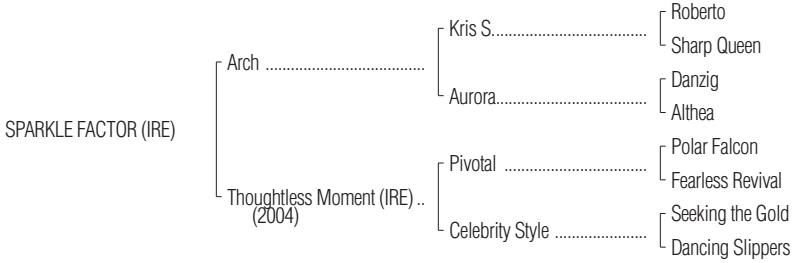 Roberto
Kris S.......................................
Sharp Queen
Arch ......................................
Danzig
Aurora....................................
Althea
SPARKLE FACTOR (IRE)
Polar Falcon
Pivotal ..................................
Fearless Revival
Thoughtless Moment (IRE) ..
(2004)
Seeking the Gold
Celebrity Style ......................
Dancing Slippers